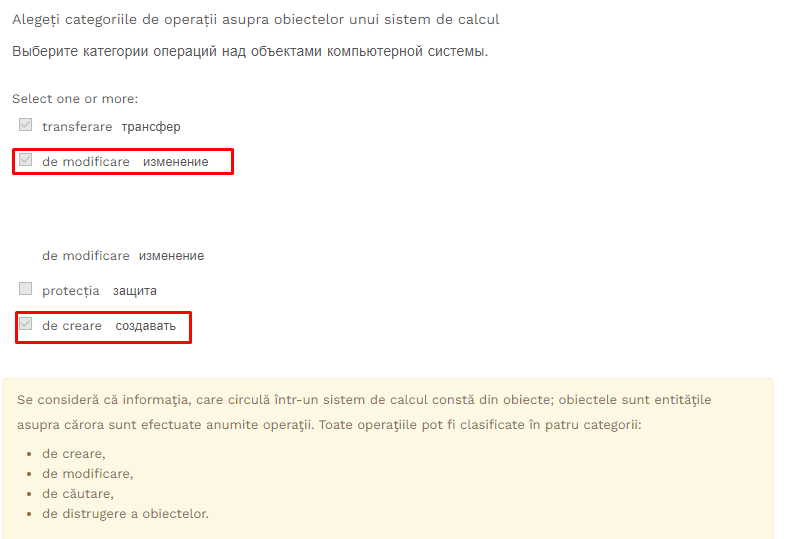 Alegeți categoriile de operații asupra obiectelor unui sistem de calcul
Выберите категории операций над объектами компьютерной системы.
Select one or more:
transferare трансфер
de modificare изменение
de modificare изменение
protecția защита
de creare создавать
Se consideră că informaţia, care circulă într-un sistem de calcul constă din obiecte; obiectele sunt entităţile
asupra cărora sunt efectuate anumite operaţii. Toate operaţiile pot fi clasificate în patru categorii:
• de creare,
• de modificare,
• de căutare,
• de distrugere a obiectelor.